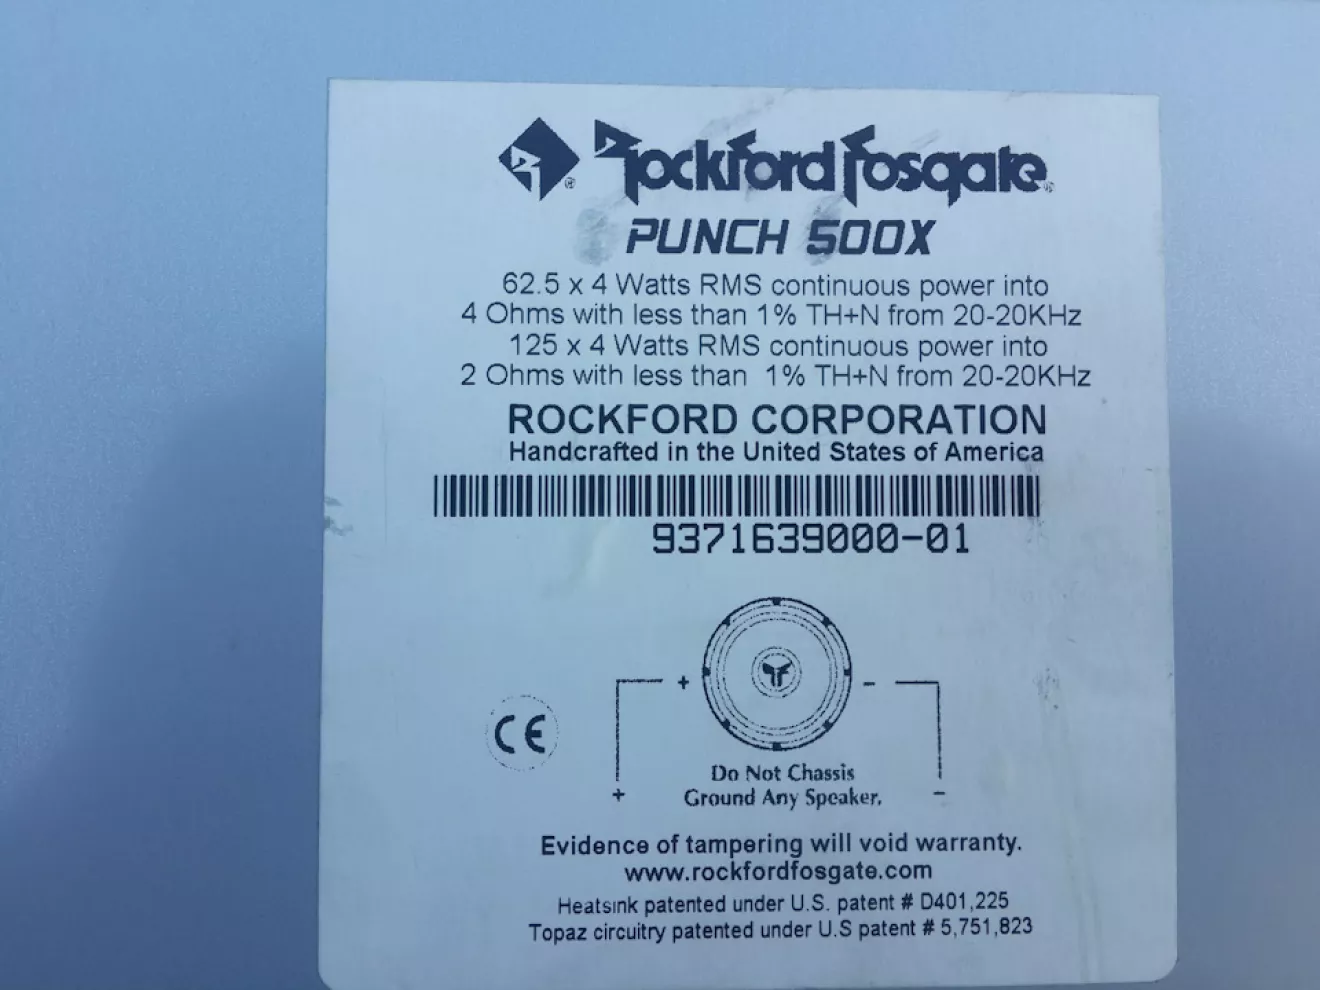 Rockford Fosgate®
PUNCH 500X
62.5 x 4 Watts RMS continuous power into
4 Ohms with less than 1% TH+N from 20-20KHz
125 x 4 Watts RMS continuous power into
2 Ohms with less than 1% TH+N from 20-20KHz
ROCKFORD CORPORATION
Handcrafted in the United States of America
9371639000-01
+ -
CE
Do Not Chassis
+ Ground Any Speaker. -
Evidence of tampering will void warranty.
www.rockfordfosgate.com
Heatsink patented under U.S. patent # D401,225
Topaz circuitry patented under U.S patent # 5,751,823